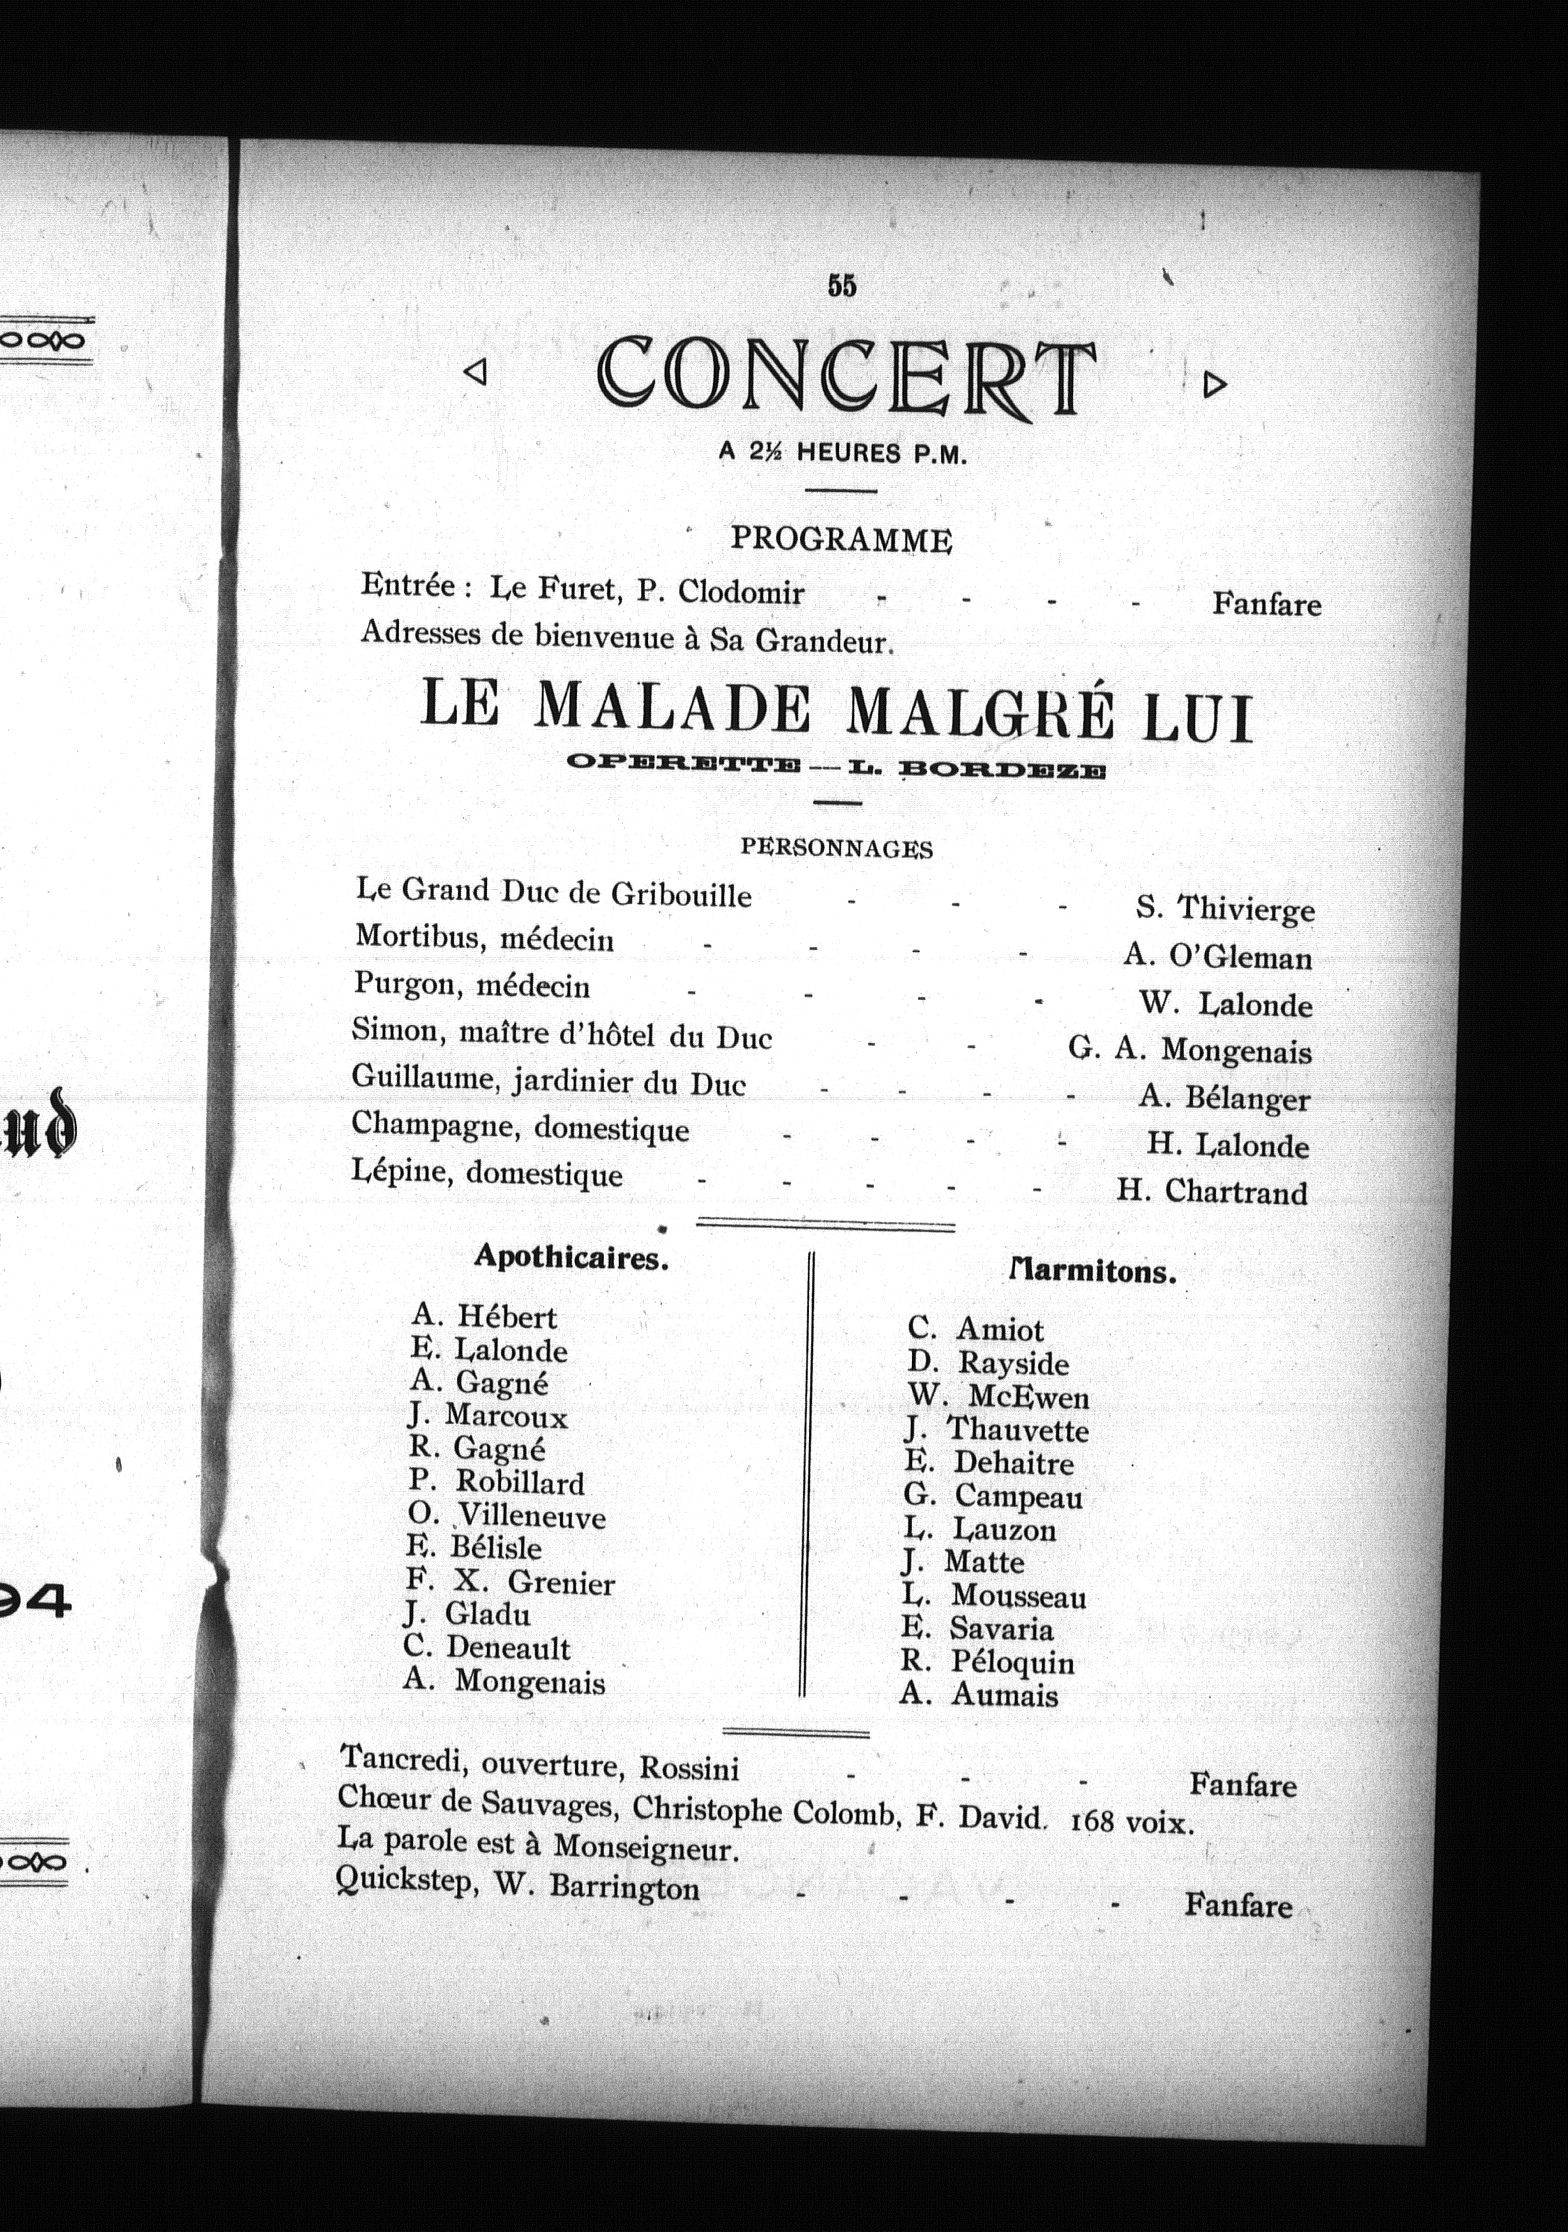 55
CONCERT
A 2½ HEURES P.M.
PROGRAMME
Entrée : Le Furet, P. Clodomir - - - - Fanfare
Adresses de bienvenue à Sa Grandeur.
LE MALADE MALGRÉ LUI
OPERETTE — L. BORDEZE
PERSONNAGES
Le Grand Duc de Gribouille - - - S. Thivierge
Mortibus, médecin - - - - A. O'Gleman
Purgon, médecin - - - - W. Lalonde
Simon, maître d'hôtel du Duc - - G. A. Mongenais
Guillaume, jardinier du Duc - - - - A. Bélanger
Champagne, domestique - - - - H. Lalonde
Lépine, domestique - - - - - H. Chartrand
Apothicaires.
A. Hébert
E. Lalonde
A. Gagné
J. Marcoux
R. Gagné
P. Robillard
O. Villeneuve
E. Bélisle
F. X. Grenier
J. Gladu
C. Deneault
A. Mongenais
Marmitons.
C. Amiot
D. Rayside
W. McEwen
J. Thauvette
E. Dehaitre
G. Campeau
L. Lauzon
J. Matte
L. Mousseau
E. Savaria
R. Péloquin
A. Aumais
Tancredi, ouverture, Rossini - - - Fanfare
Chœur de Sauvages, Christophe Colomb, F. David. 168 voix.
La parole est à Monseigneur.
Quickstep, W. Barrington - - - - Fanfare